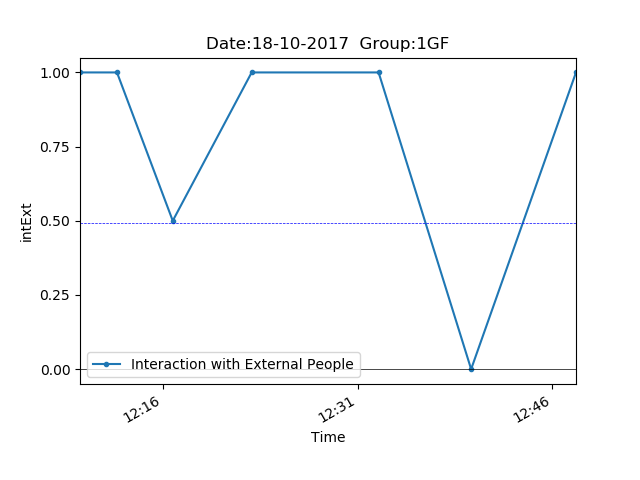 Date:18-10-2017  Group:1GF
1.00
0.75
0.50
0.25
0.00
intExt
Interaction with External People
12:16
12:31
12:46
Time